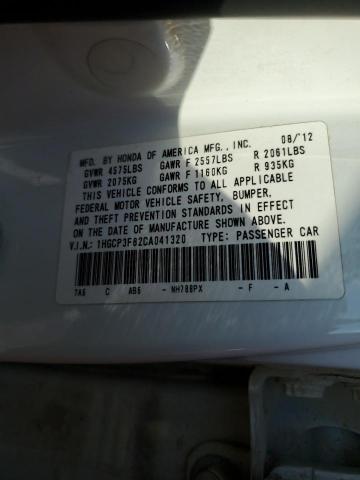 MFD. BY HONDA OF AMERICA MFG., INC. 08/'12
GVWR 4575LBS GAWR F 2557LBS R 2061LBS
GVWR 2075KG GAWR F 1160KG R 935KG
THIS VEHICLE CONFORMS TO ALL APPLICABLE
FEDERAL MOTOR VEHICLE SAFETY, BUMPER,
AND THEFT PREVENTION STANDARDS IN EFFECT
ON THE DATE OF MANUFACTURE SHOWN ABOVE.
V.I.N.: 1HGCP3F82CA041320 TYPE: PASSENGER CAR
7A6 C AB6 - NH788PX - F - A